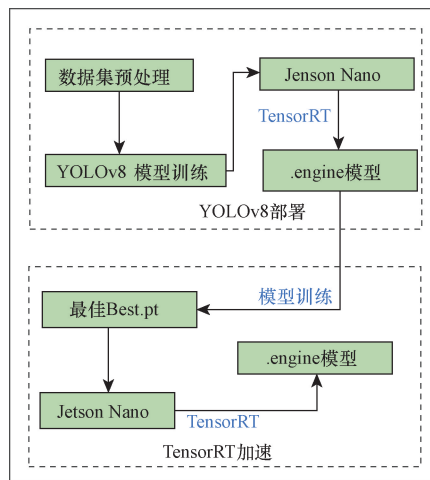 数据集预处理
Jenson Nano
TensorRT
YOLOv8 模型训练
.engine模型
YOLOv8部署
模型训练
最佳Best.pt
.engine模型
Jetson Nano
TensorRT
TensorRT加速